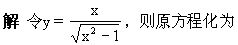 解 令y = x/√(x²－1)，则原方程化为